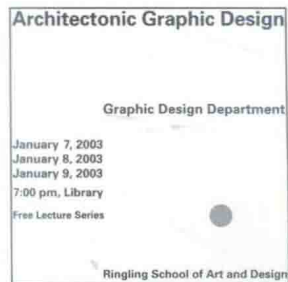 Architectonic Graphic Design
Graphic Design Department
January 7, 2003
January 8, 2003
January 9, 2003
7:00 pm, Library
Free Lecture Series
Ringling School of Art and Design